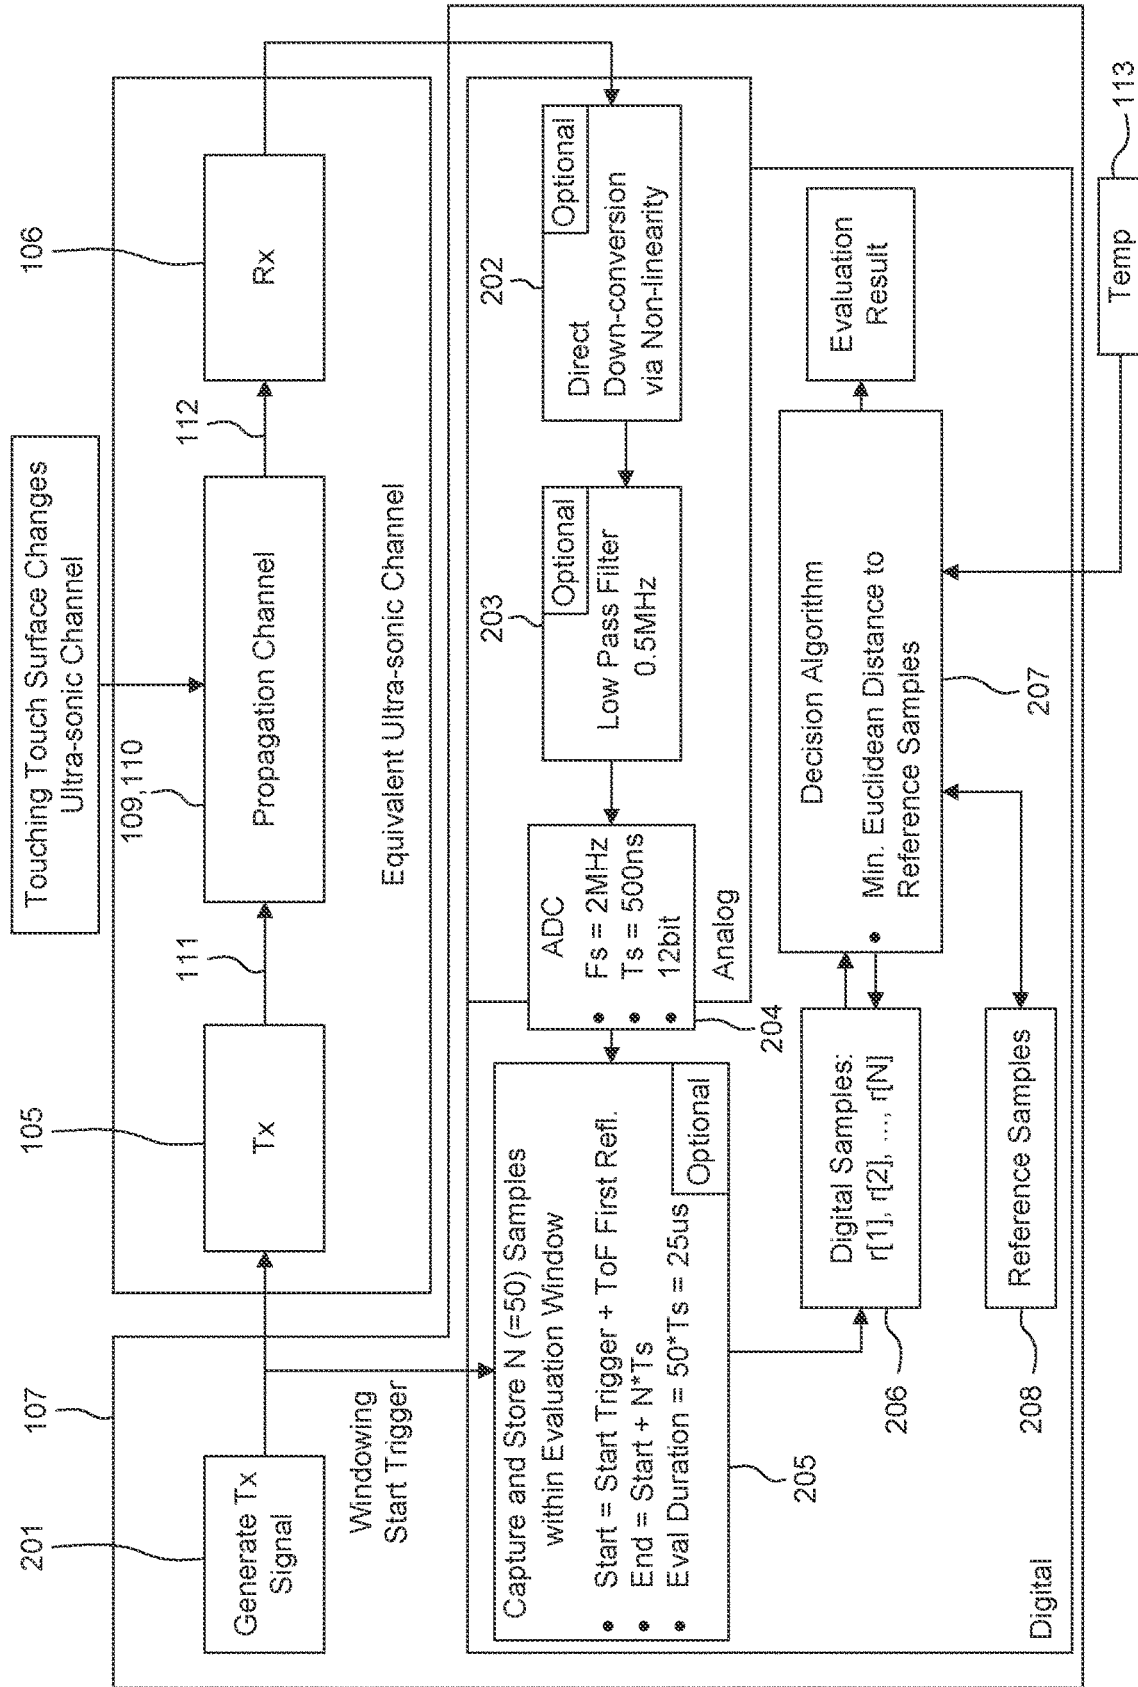 107
201
Generate Tx
Signal
Windowing
Start Trigger
105
Tx
111
109,110
Propagation Channel
Touching Touch Surface Changes
Ultra-sonic Channel
112
106
Rx
Equivalent Ultra-sonic Channel
Capture and Store N (=50) Samples
within Evaluation Window
• Start = Start Trigger + ToF First Refl.
• End = Start + N*Ts
• Eval Duration = 50*Ts = 25us
Optional
205
204
ADC
• Fs = 2MHz
• Ts = 500ns
• 12bit
203
Optional
Low Pass Filter
0.5MHz
202
Optional
Direct
Down-conversion
via Non-linearity
Analog
Digital Samples:
r[1], r[2], ..., r[N]
206
Decision Algorithm
• Min. Euclidean Distance to
Reference Samples
207
Evaluation
Result
Reference Samples
208
Digital
Temp
113